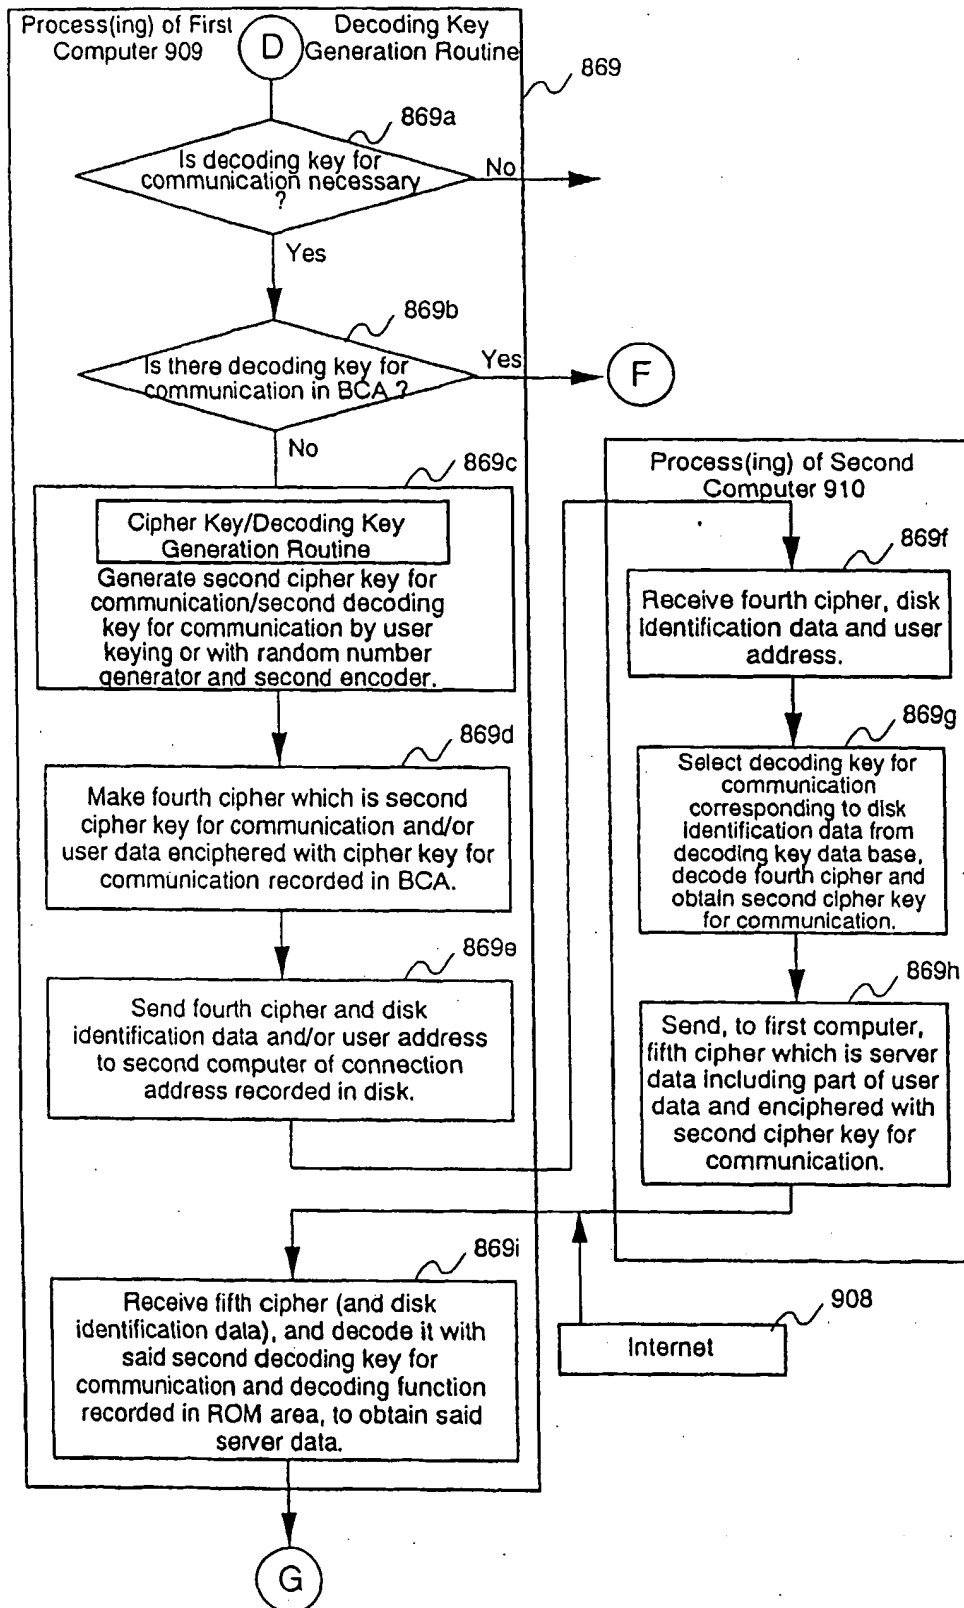 Process(ing) of First
Computer 909
D
Decoding Key
Generation Routine
869
869a
Is decoding key for
communication necessary
?
No
Yes
869b
Is there decoding key for
communication in BCA ?
Yes
F
No
869c
Cipher Key/Decoding Key
Generation Routine
Generate second cipher key for
communication/second decoding
key for communication by user
keying or with random number
generator and second encoder.
869d
Make fourth cipher which is second
cipher key for communication and/or
user data enciphered with cipher key for
communication recorded in BCA.
869e
Send fourth cipher and disk
identification data and/or user address
to second computer of connection
address recorded in disk.
Process(ing) of Second
Computer 910
869f
Receive fourth cipher, disk
identification data and user
address.
869g
Select decoding key for
communication
corresponding to disk
identification data from
decoding key data base,
decode fourth cipher and
obtain second cipher key
for communication.
869h
Send, to first computer,
fifth cipher which is server
data including part of user
data and enciphered with
second cipher key for
communication.
869i
Receive fifth cipher (and disk
identification data), and decode it with
said second decoding key for
communication and decoding function
recorded in ROM area, to obtain said
server data.
908
Internet
G